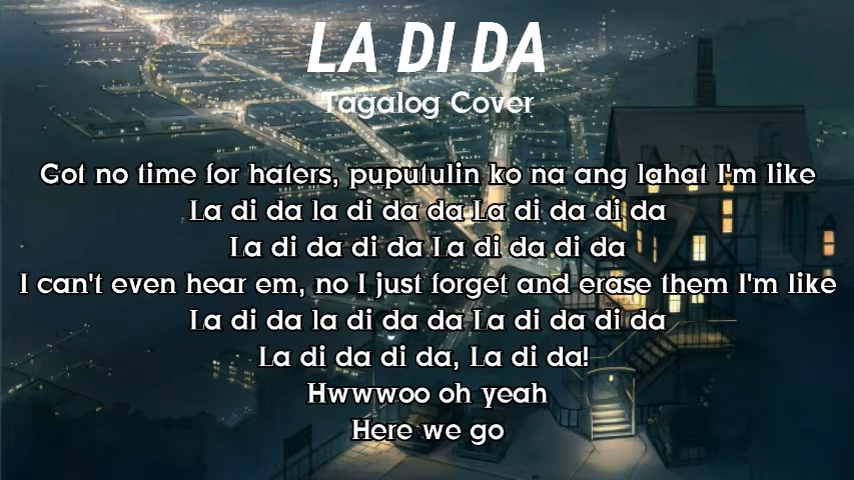 LA DI DA
Tagalog Cover
Got no time for haters, puputulin ko na ang lahat I'm like
La di da la di da da La di da di da
La di da di da La di da di da
I can't even hear em, no I just forget and erase them I'm like
La di da la di da da La di da di da
La di da di da, La di da!
Hwwwoo oh yeah
Here we go